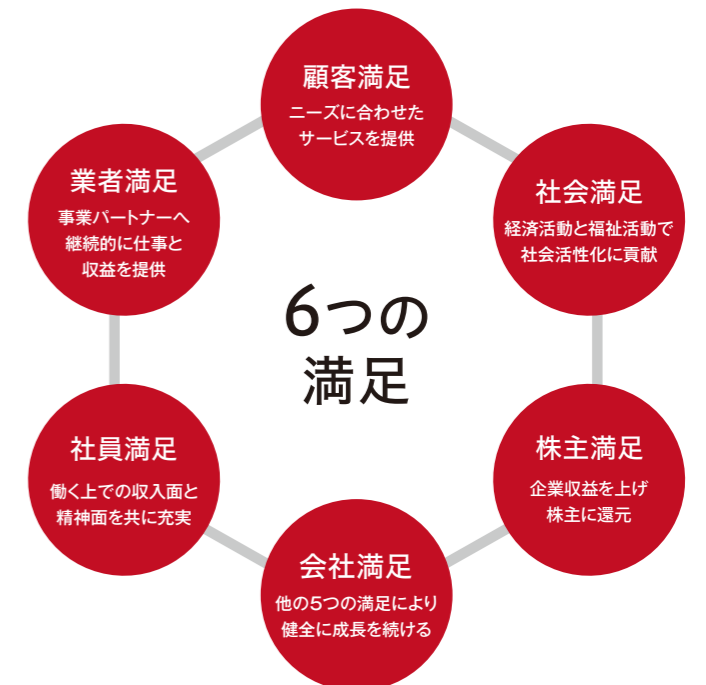 顧客満足
ニーズに合わせた
サービスを提供
業者満足
事業パートナーへ
継続的に仕事と
収益を提供
社会満足
経済活動と福祉活動で
社会活性化に貢献
6つの
満足
社員満足
働く上での収入面と
精神面を共に充実
株主満足
企業収益を上げ
株主に還元
会社満足
他の5つの満足により
健全に成長を続ける